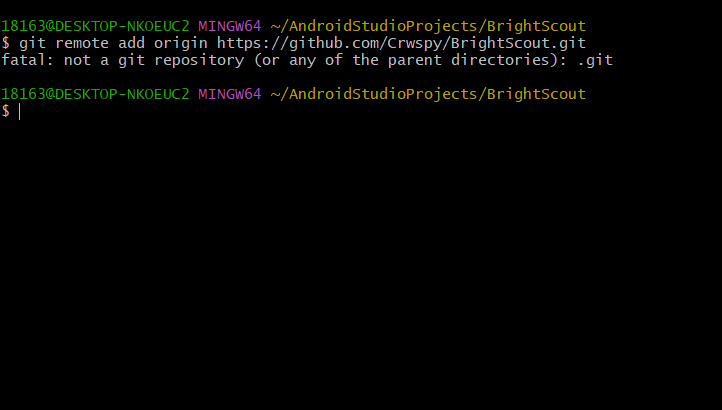 18163@DESKTOP-NKOEUC2 MINGW64 ~/AndroidStudioProjects/BrightScout
$ git remote add origin https://github.com/Crwspy/BrightScout.git
fatal: not a git repository (or any of the parent directories): .git
18163@DESKTOP-NKOEUC2 MINGW64 ~/AndroidStudioProjects/BrightScout
$